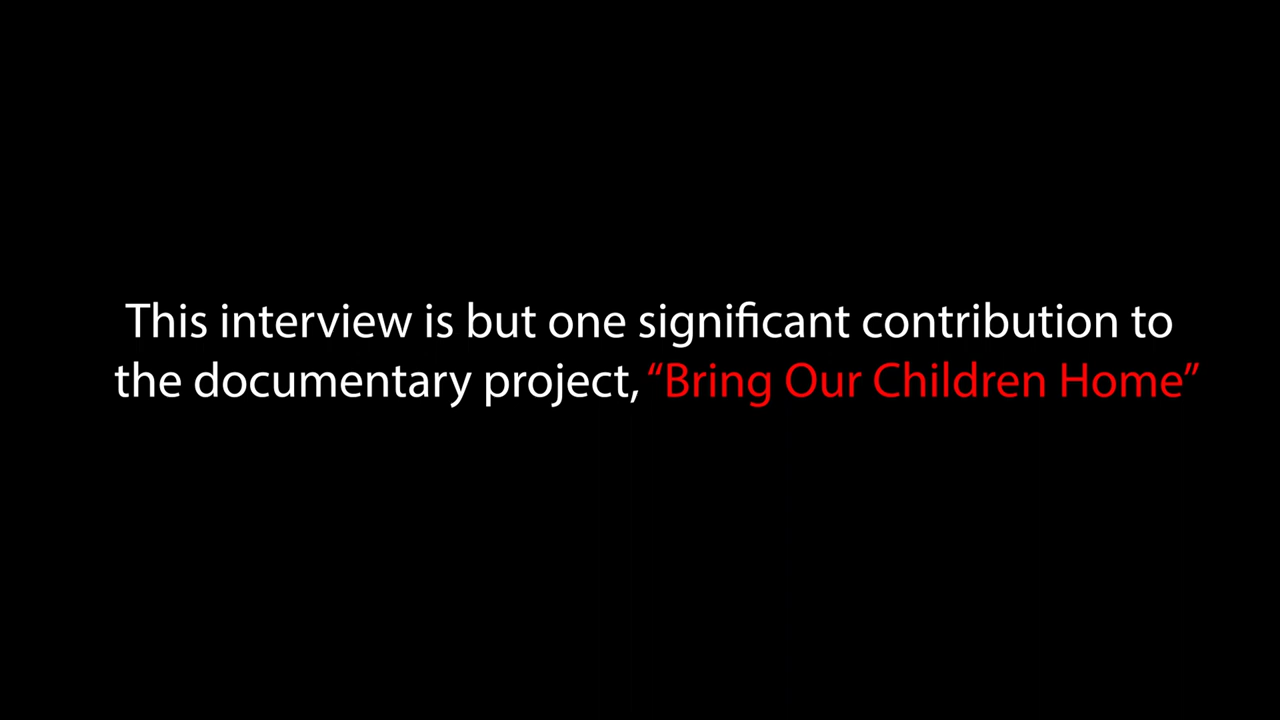 This interview is but one significant contribution to
the documentary project, “Bring Our Children Home”